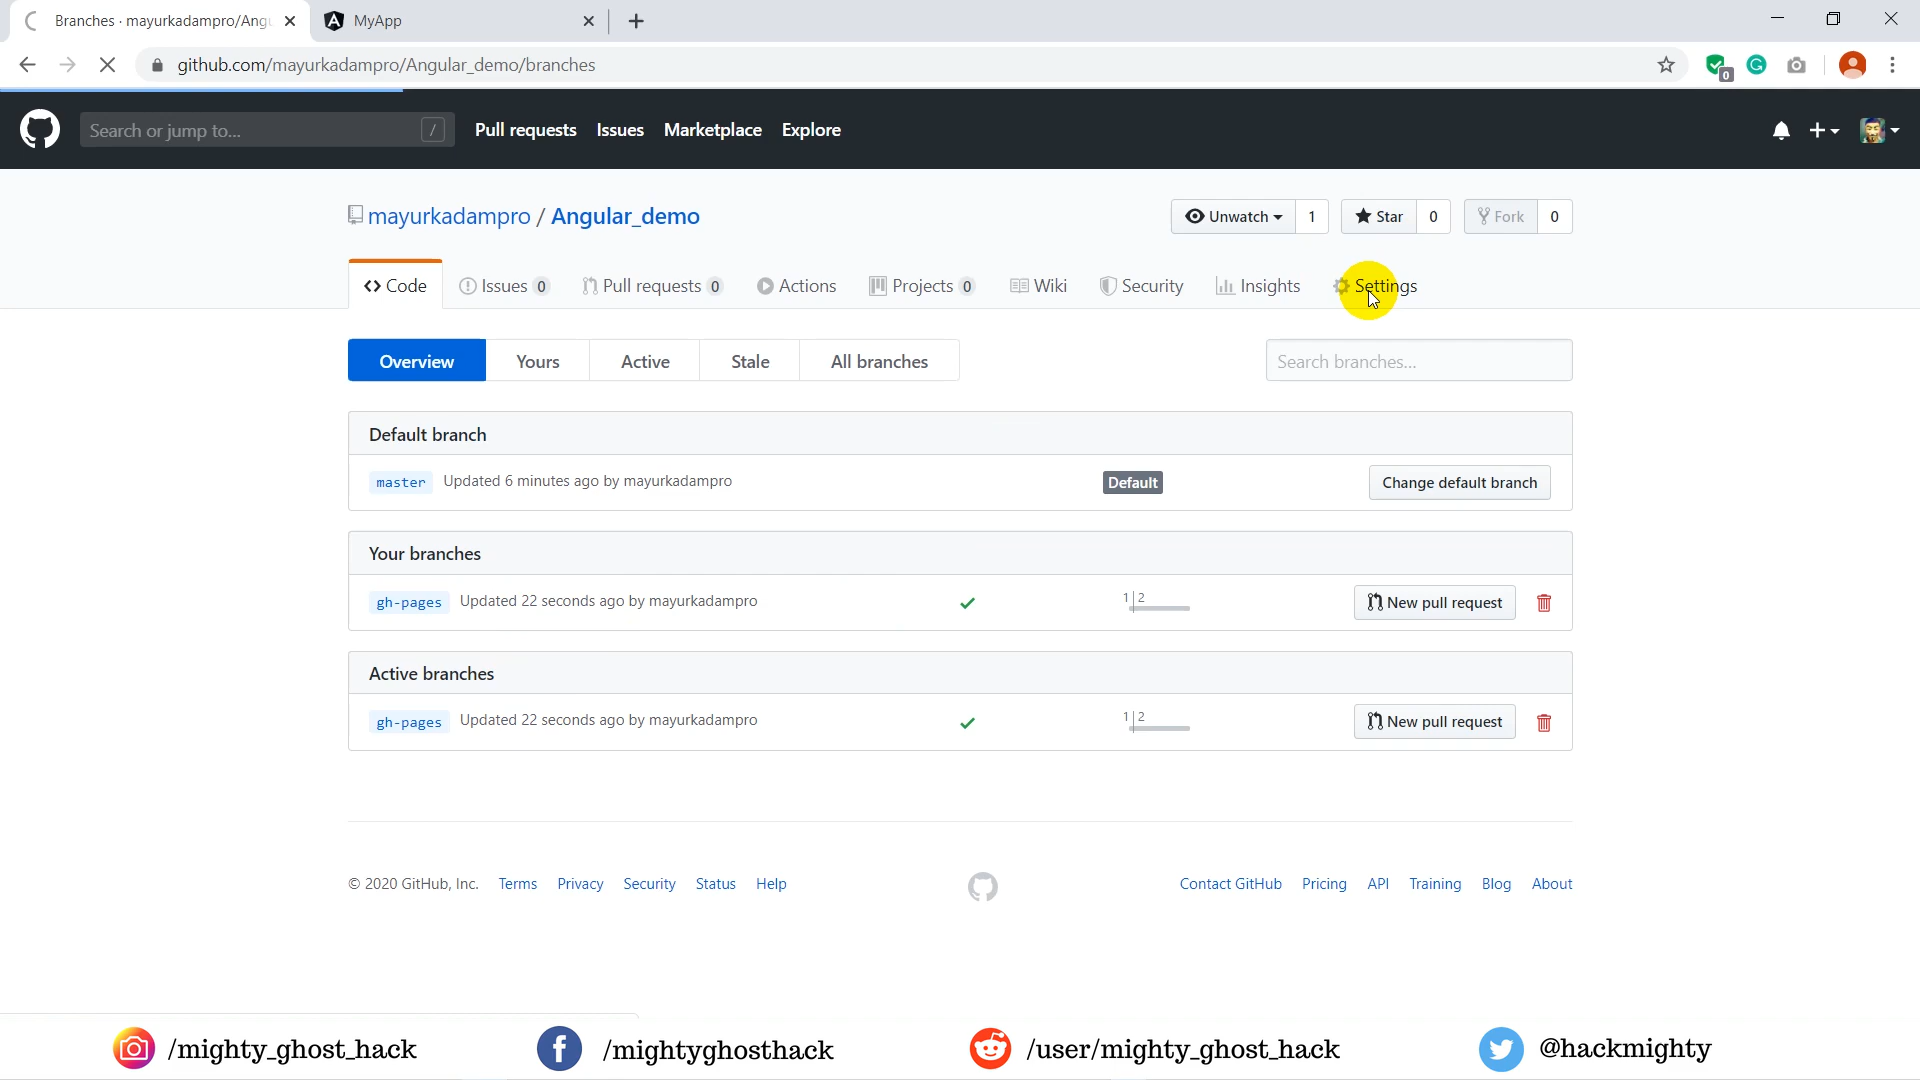 Branches · mayurkadampro/Angu
MyApp
github.com/mayurkadampro/Angular_demo/branches
0
Search or jump to...
/
Pull requests
Issues
Marketplace
Explore
mayurkadampro / Angular_demo
Unwatch 1
Star 0
Fork 0
Code
Issues 0
Pull requests 0
Actions
Projects 0
Wiki
Security
Insights
Settings
Overview
Yours
Active
Stale
All branches
Search branches...
Default branch
master Updated 6 minutes ago by mayurkadampro Default Change default branch
Your branches
gh-pages Updated 22 seconds ago by mayurkadampro 1 2 New pull request
Active branches
gh-pages Updated 22 seconds ago by mayurkadampro 1 2 New pull request
© 2020 GitHub, Inc. Terms Privacy Security Status Help
Contact GitHub Pricing API Training Blog About
/mighty_ghost_hack
/mightyghosthack
/user/mighty_ghost_hack
@hackmighty